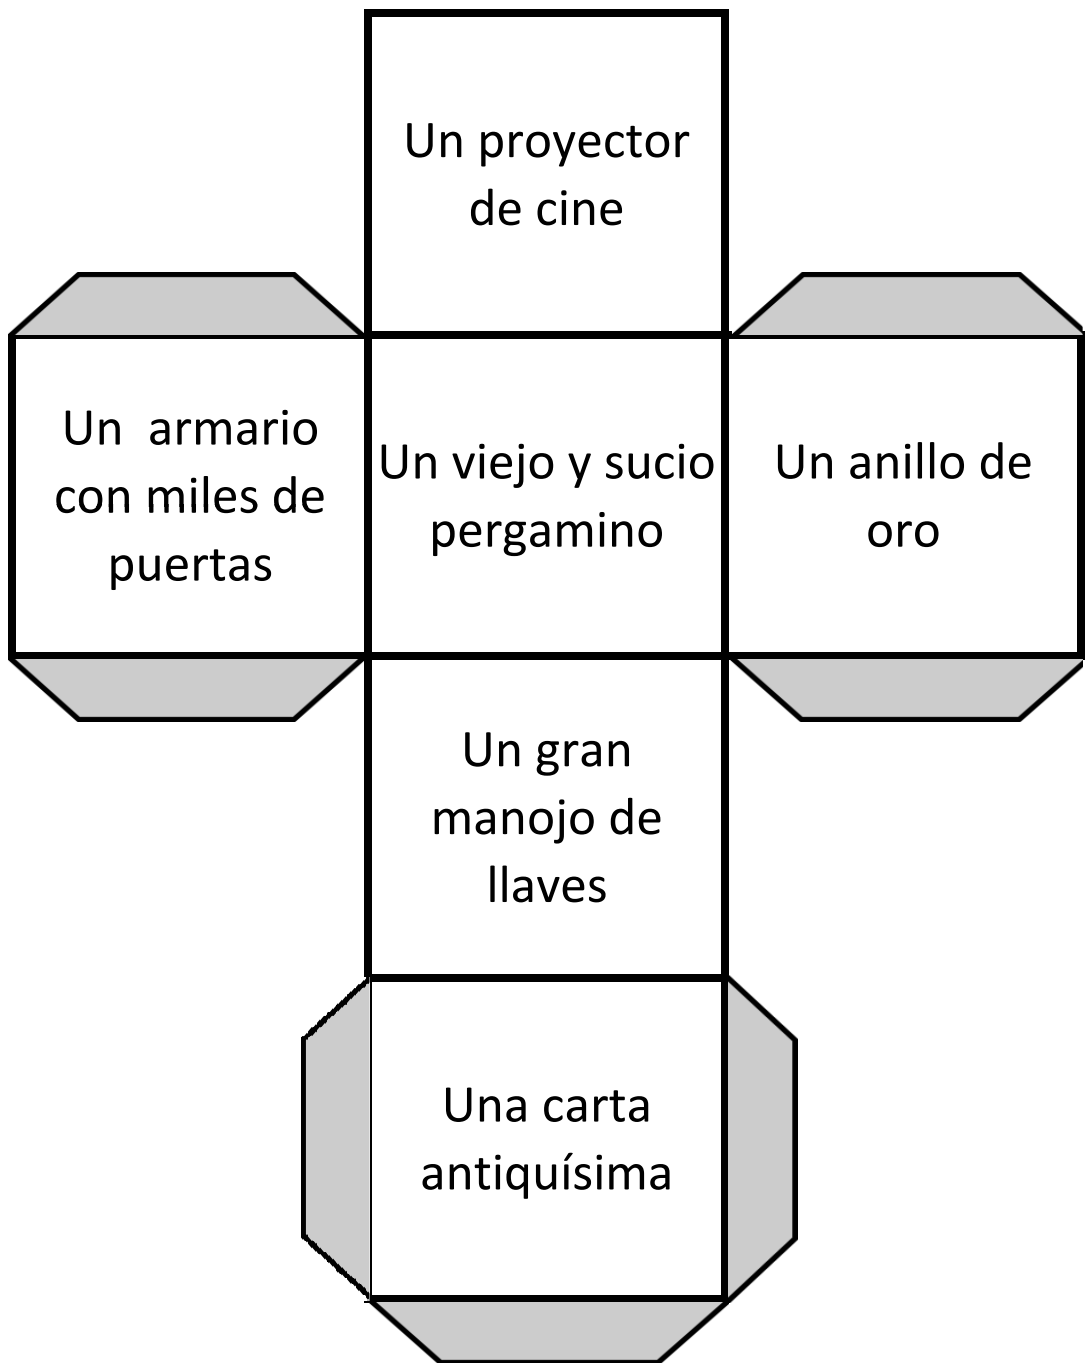 Un proyector
de cine
Un armario
con miles de
puertas
Un viejo y sucio
pergamino
Un anillo de
oro
Un gran
manojo de
llaves
Una carta
antiquísima